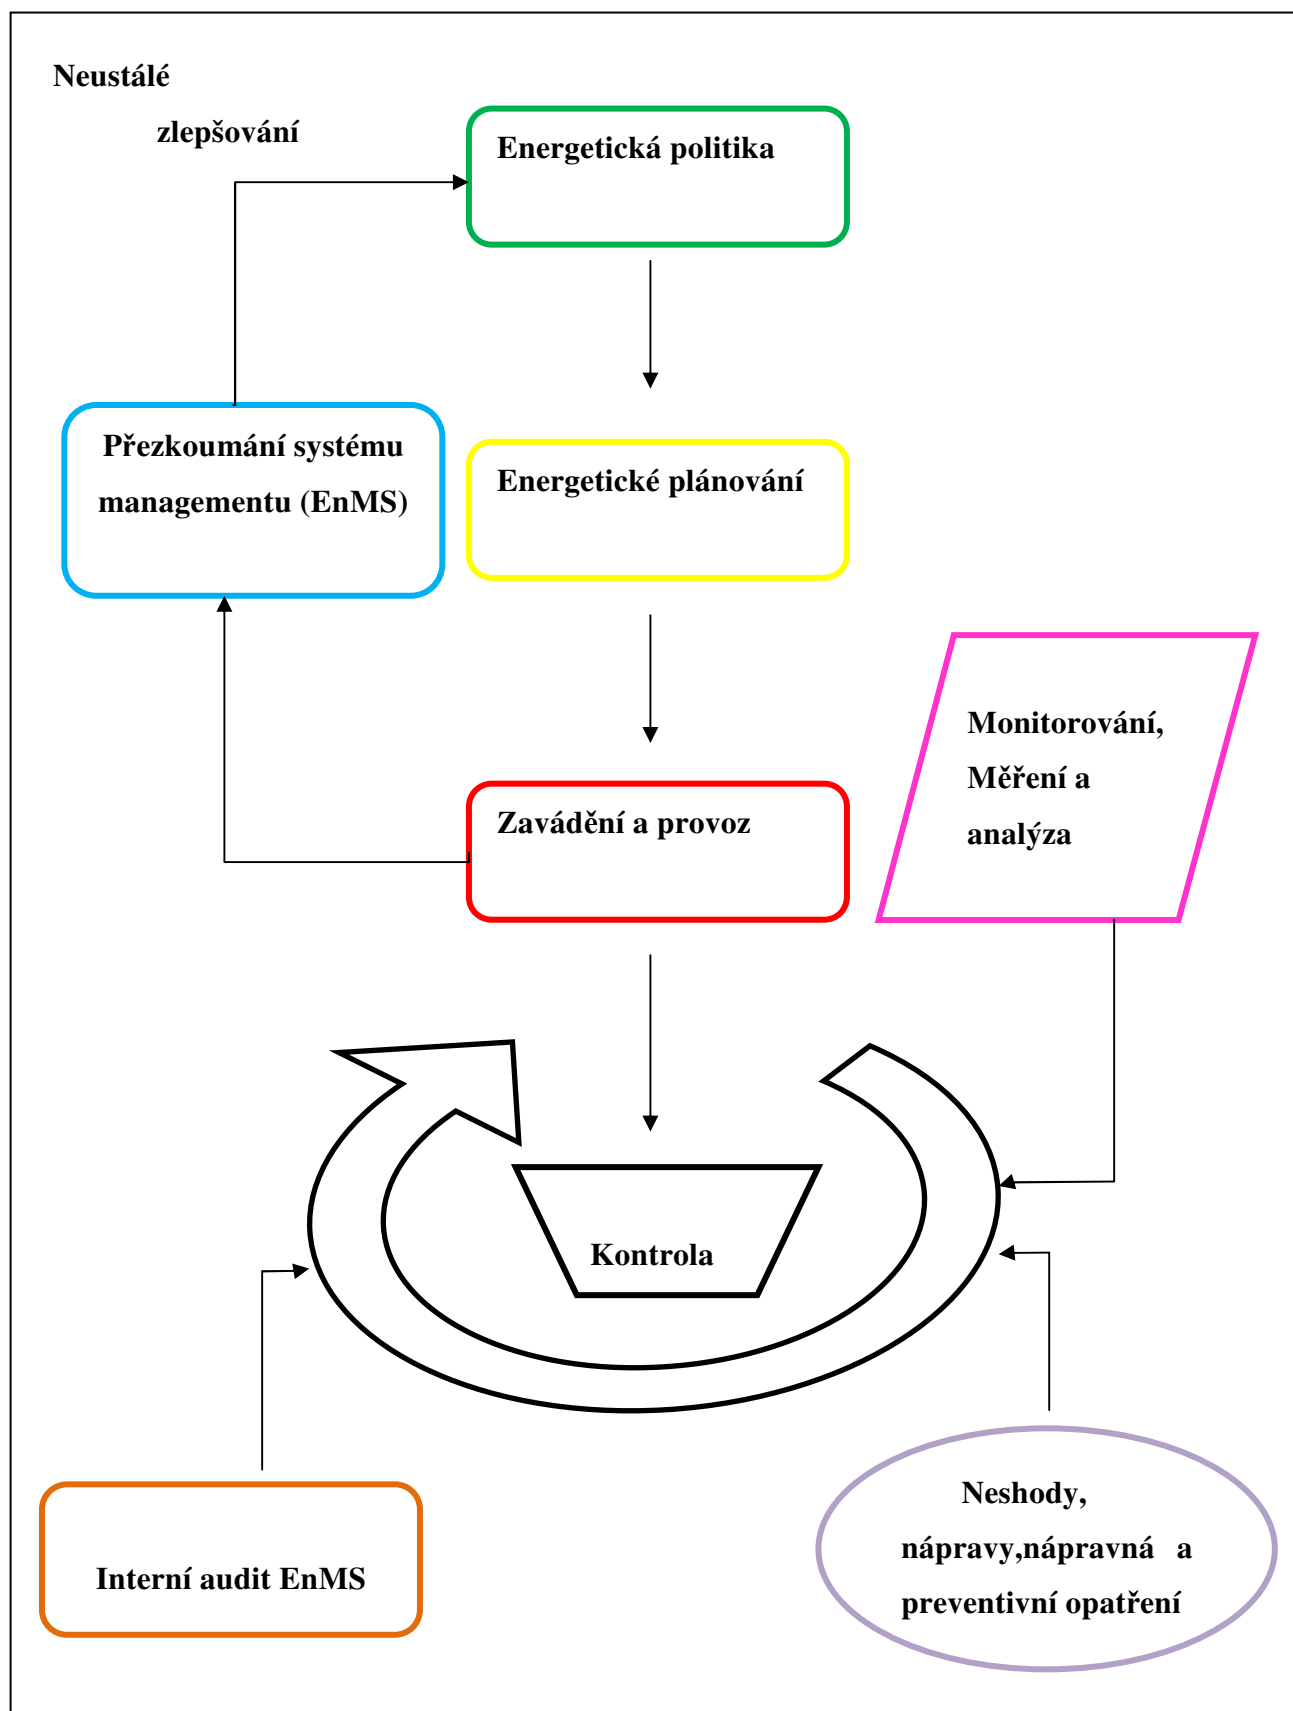 Neustálé
zlepšování
Energetická politika
Přezkoumání systému
managementu (EnMS)
Energetické plánování
Monitorování,
Měření a
analýza
Zavádění a provoz
Kontrola
Neshody,
nápravy,nápravná a
preventivní opatření
Interní audit EnMS